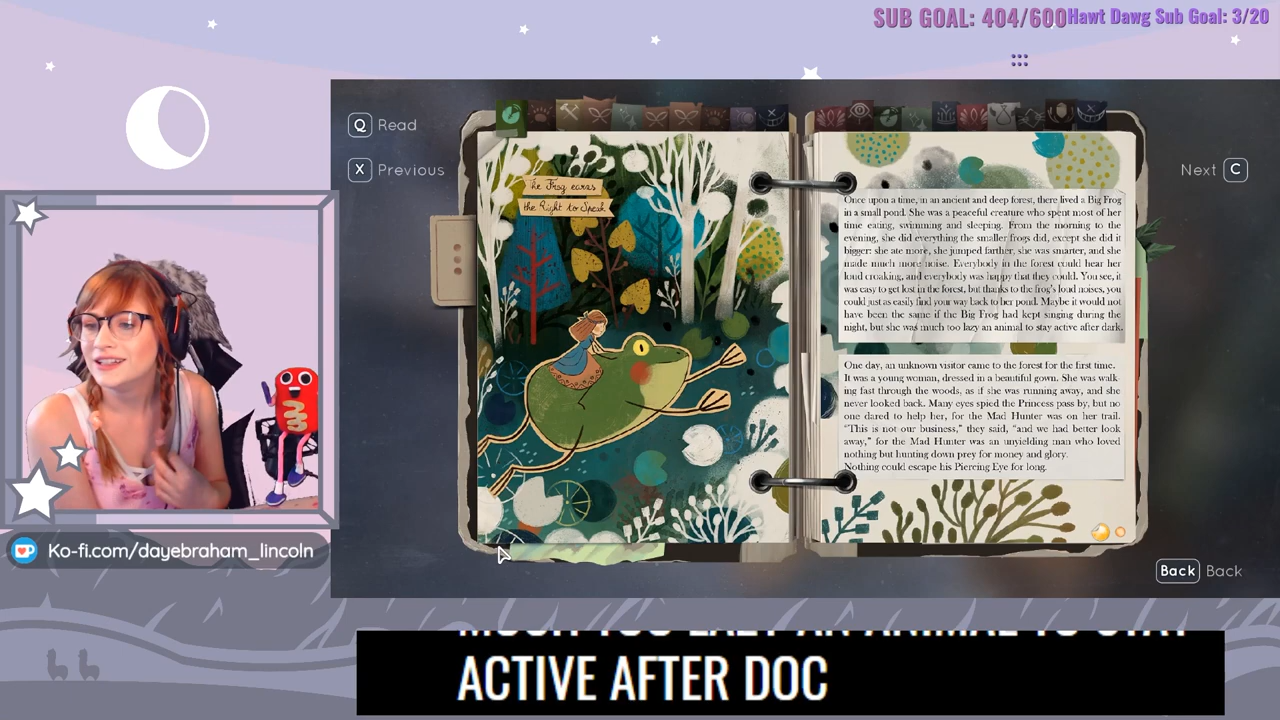 SUB GOAL: 404/600
Hawt Dawg Sub Goal: 3/20
Q Read
X Previous
Next C
The Frog earns
the Right to Speak
Once upon a time, in an ancient and deep forest, there lived a Big Frog
in a small pond. She was a peaceful creature who spent most of her
time eating, swimming and sleeping. From the morning to the
evening, she did everything the smaller frogs did, except she did it
bigger: she ate more, she jumped farther, she was smarter, and she
made much more noise. Everybody in the forest could hear her
loud croaking, and everybody was happy that they could. You see, it
was easy to get lost in the forest, but thanks to the frog's loud noises, you
could just as easily find your way back to her pond. Maybe it would not
have been the same if the Big Frog had kept singing during the
night, but she was much too lazy an animal to stay active after dark.
One day, an unknown visitor came to the forest for the first time.
It was a young woman, dressed in a beautiful gown. She was walk-
ing fast through the woods, as if she was running away, and she
never looked back. Many eyes spied the Princess pass by, but no
one dared to help her, for the Mad Hunter was on her trail.
"This is not our business," they said, "and we had better look
away," for the Mad Hunter was an unyielding man who loved
nothing but hunting down prey for money and glory.
Nothing could escape his Piercing Eye for long.
Ko-fi.com/dayebraham_lincoln
Back Back
MUCH TOO LAZY AN ANIMAL TO STAY
ACTIVE AFTER DOC